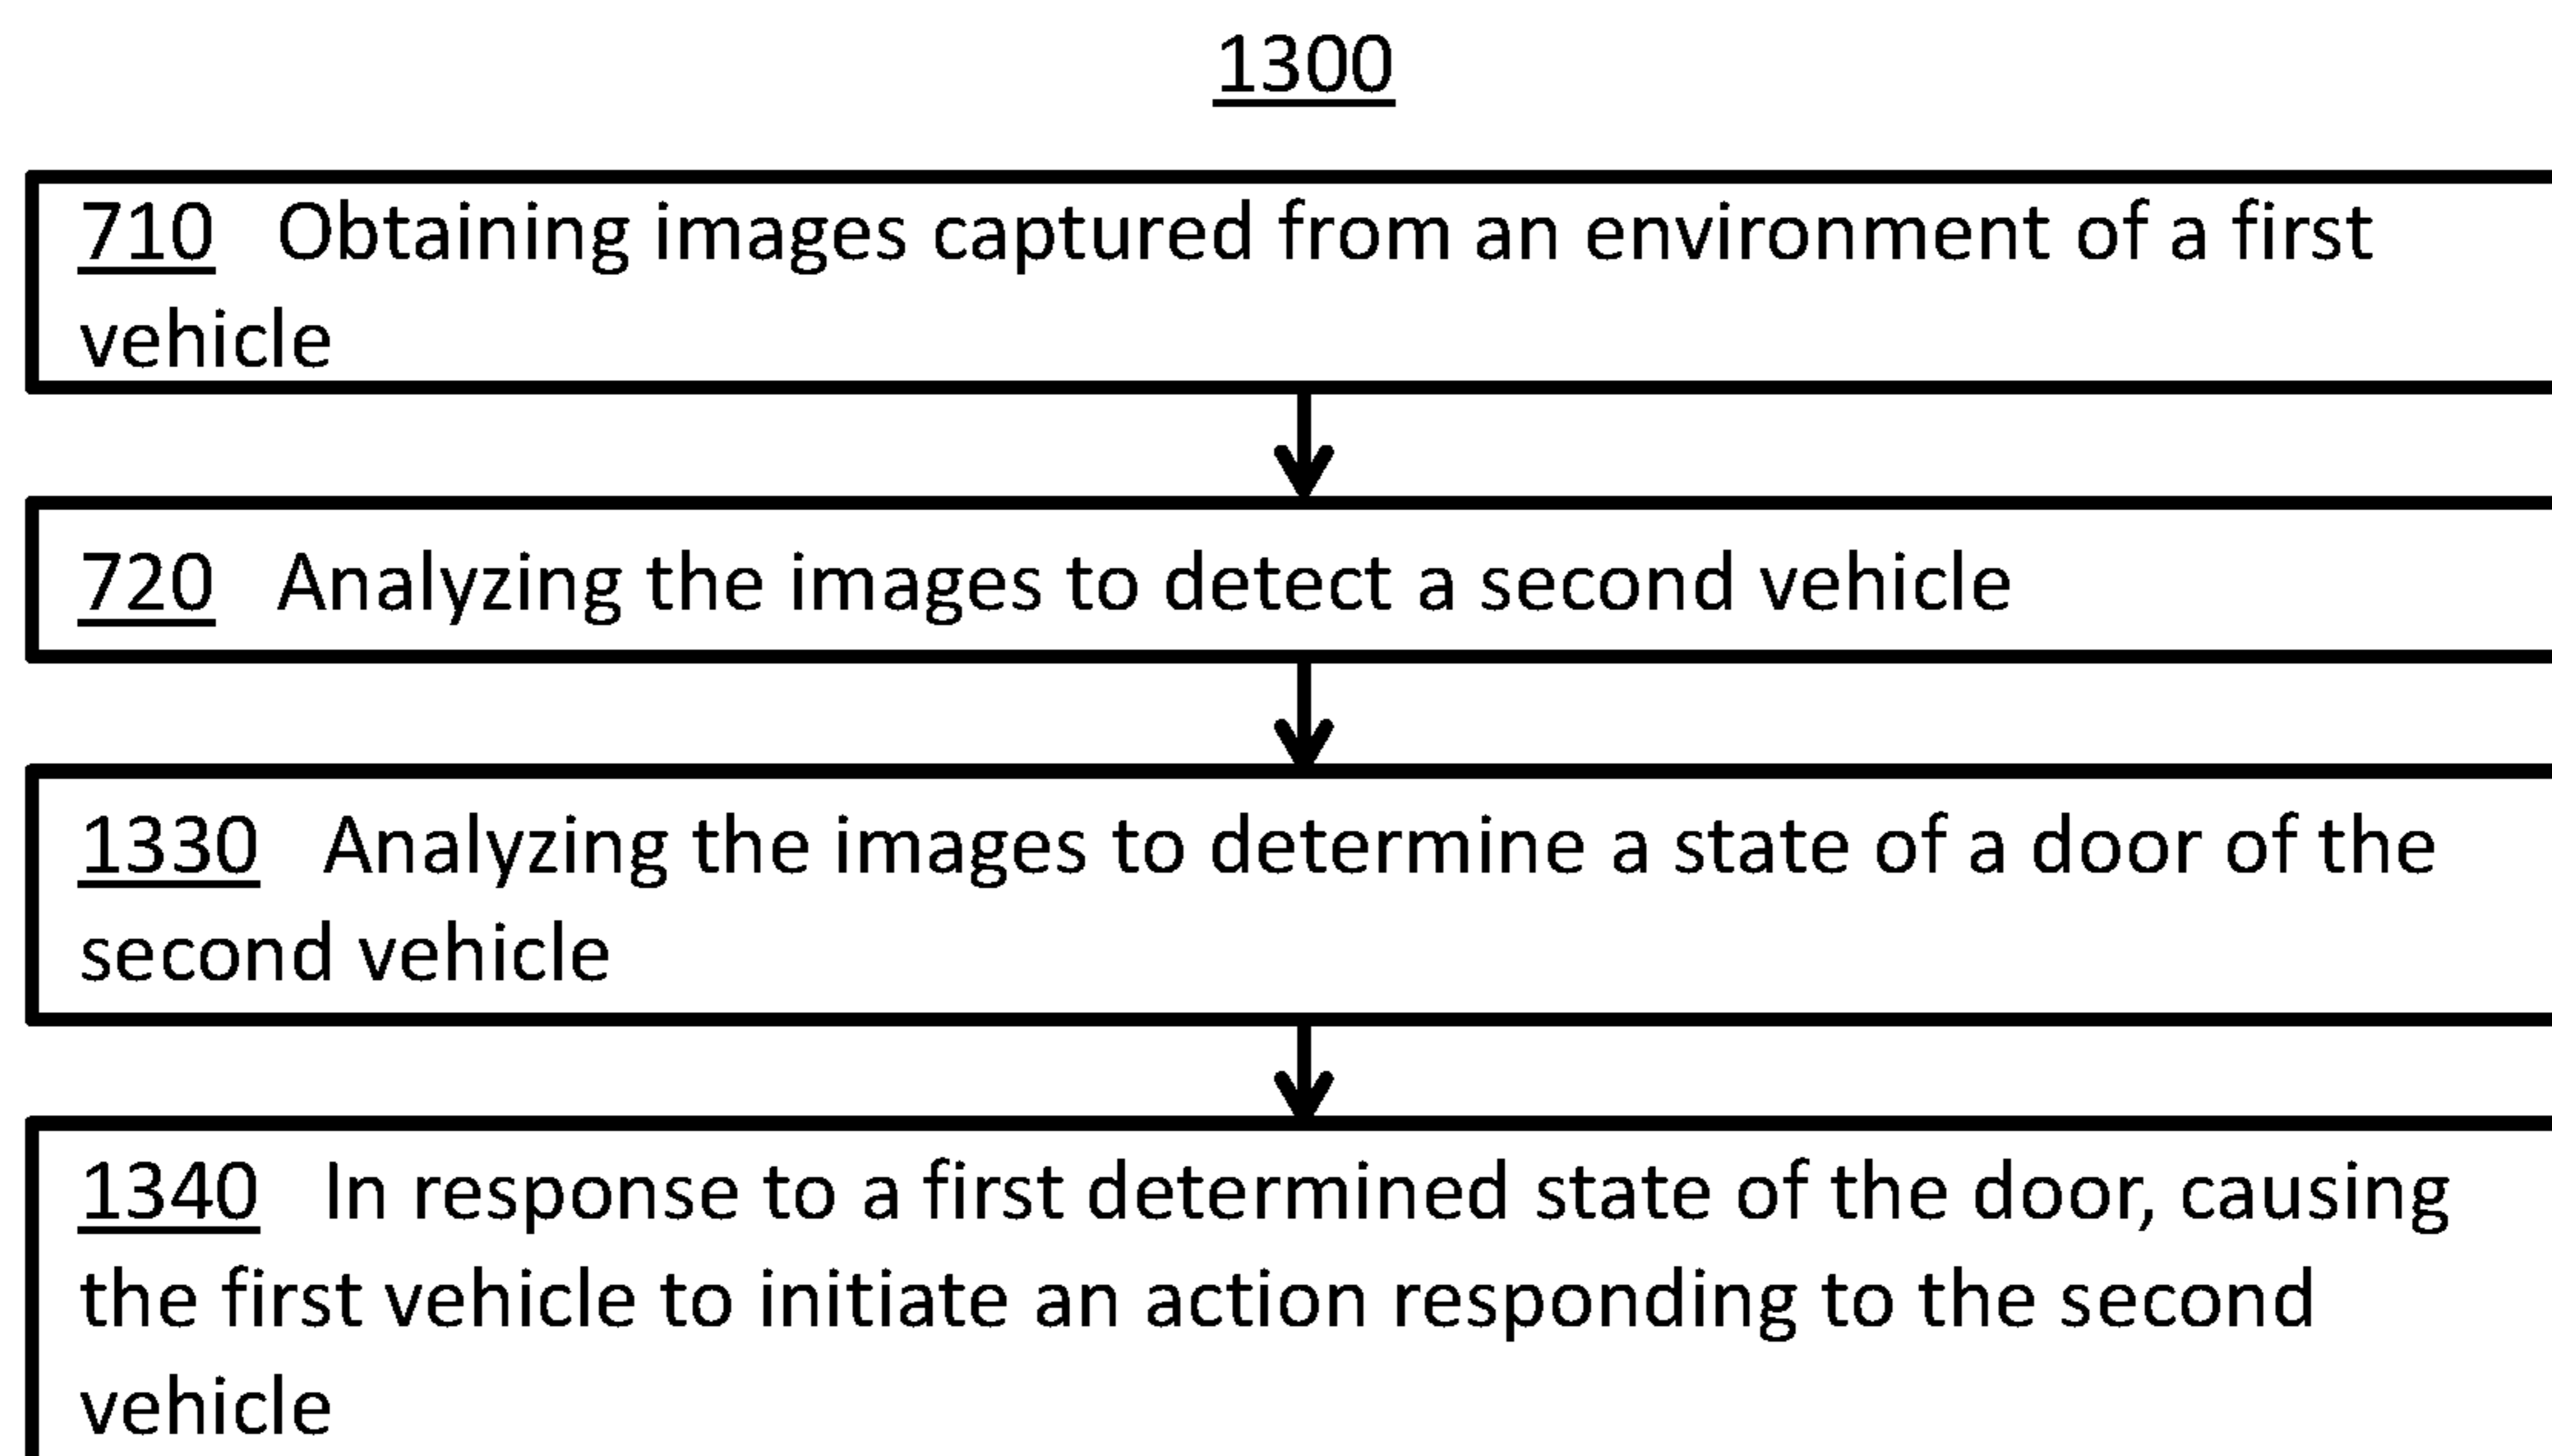 1300
710 Obtaining images captured from an environment of a first
vehicle
720 Analyzing the images to detect a second vehicle
1330 Analyzing the images to determine a state of a door of the
second vehicle
1340 In response to a first determined state of the door, causing
the first vehicle to initiate an action responding to the second
vehicle